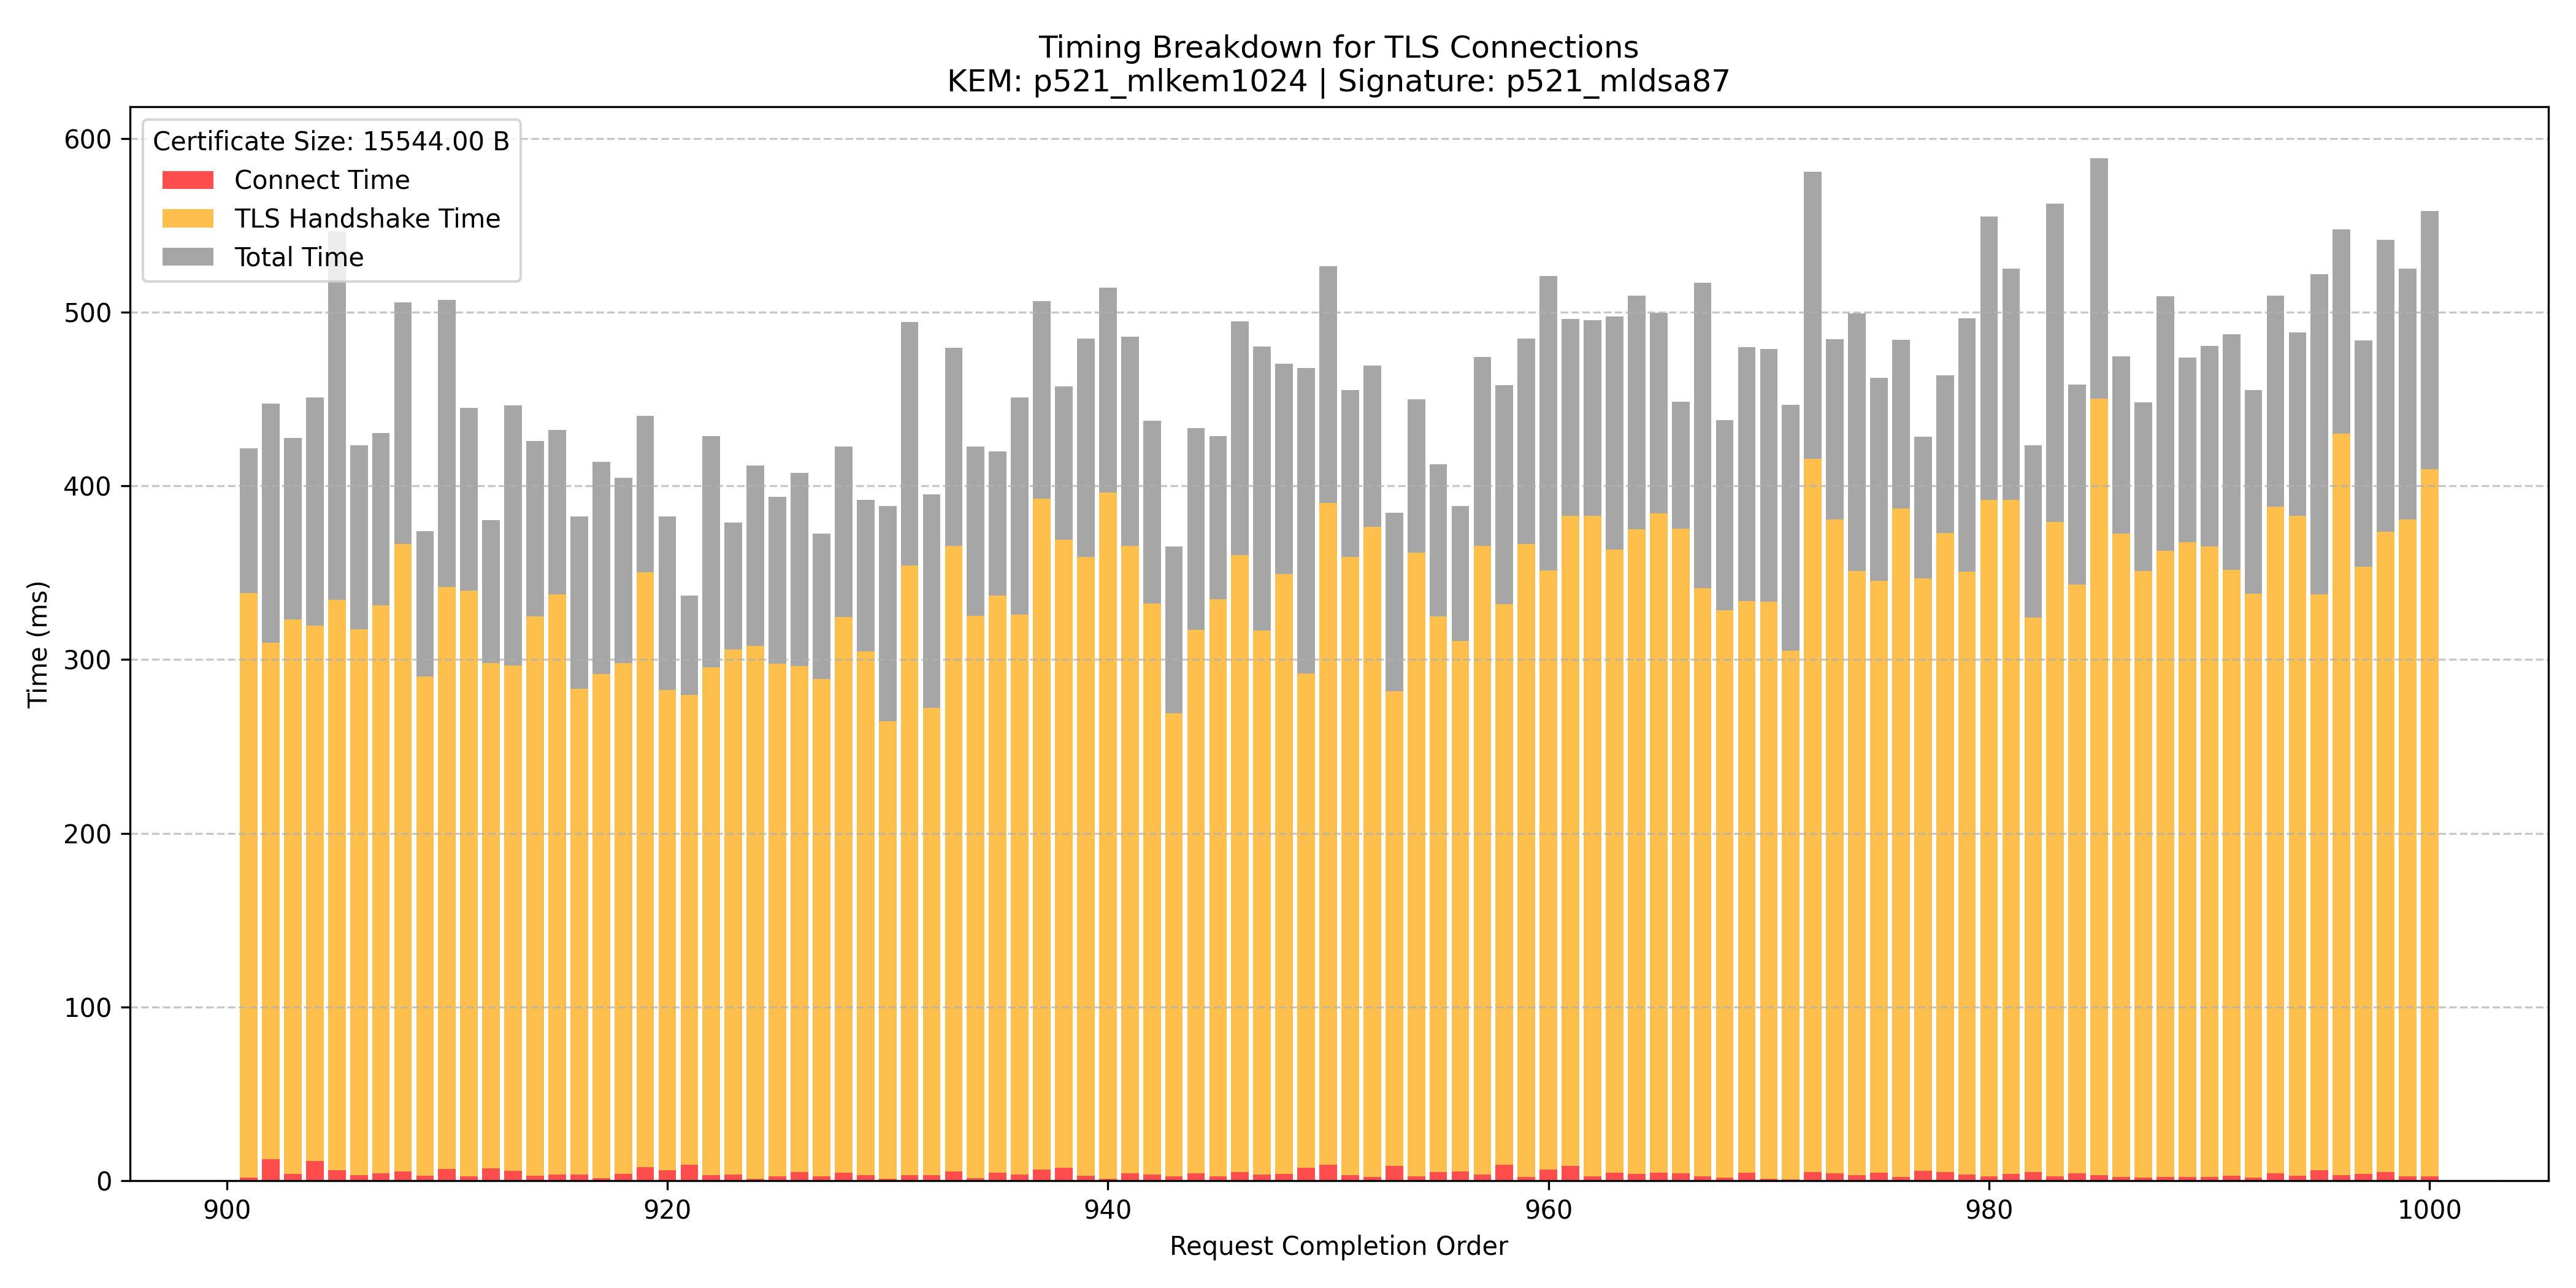 Timing Breakdown for TLS Connections
KEM: p521_mlkem1024 | Signature: p521_mldsa87
Certificate Size: 15544.00 B
Connect Time
TLS Handshake Time
Total Time
Time (ms)
600
500
400
300
200
100
0
900 920 940 960 980 1000
Request Completion Order